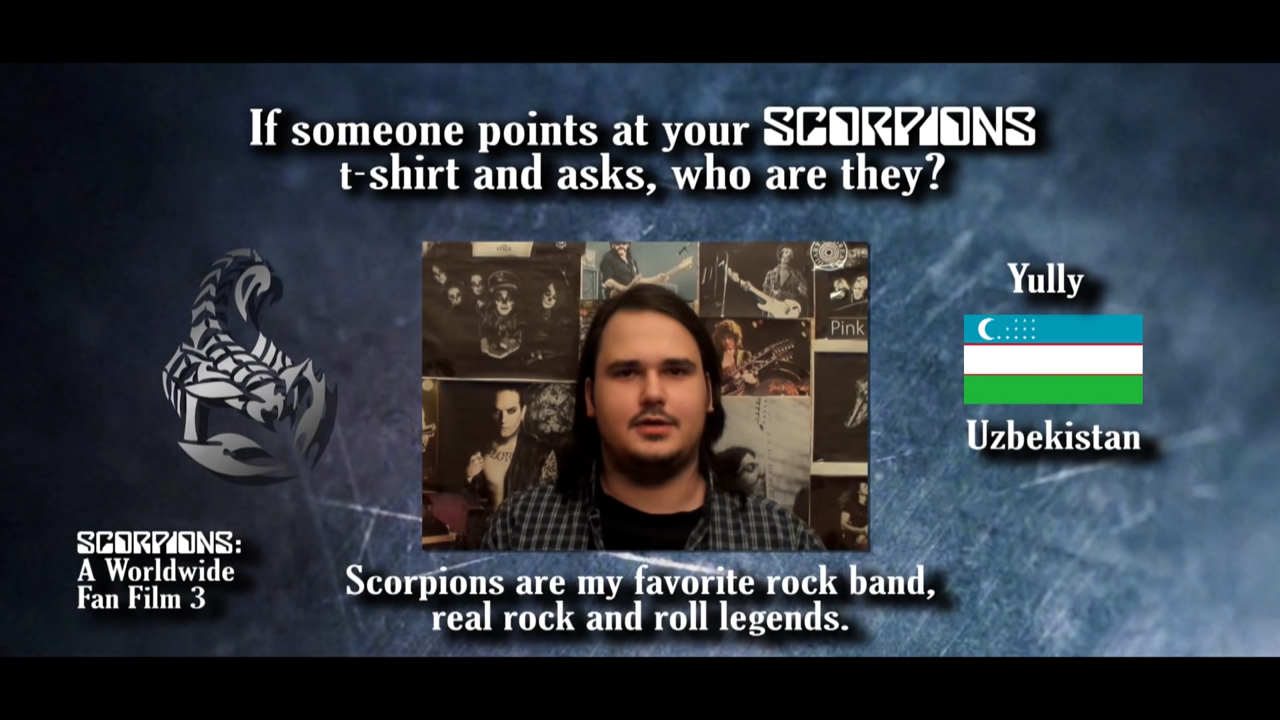 If someone points at your SCORPIONS
t-shirt and asks, who are they?
Yully
Pink
Uzbekistan
SCORPIONS:
A Worldwide
Fan Film 3
Scorpions are my favorite rock band,
real rock and roll legends.